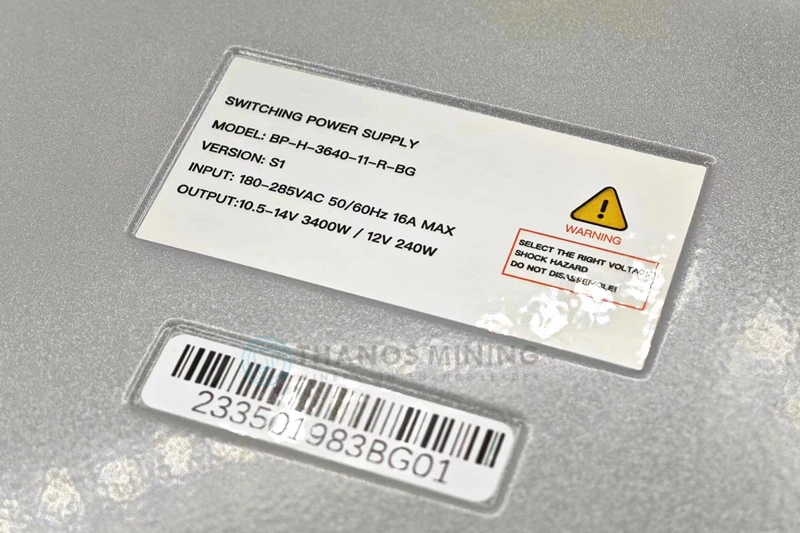 SWITCHING POWER SUPPLY
MODEL: BP-H-3640-11-R-BG
VERSION: S1
INPUT: 180-285VAC 50/60Hz 16A MAX
OUTPUT:10.5-14V 3400W / 12V 240W
WARNING
SELECT THE RIGHT VOLTAGE!
SHOCK HAZARD
DO NOT DISASSEMBLE!
THANOS MINING
233501983BG01